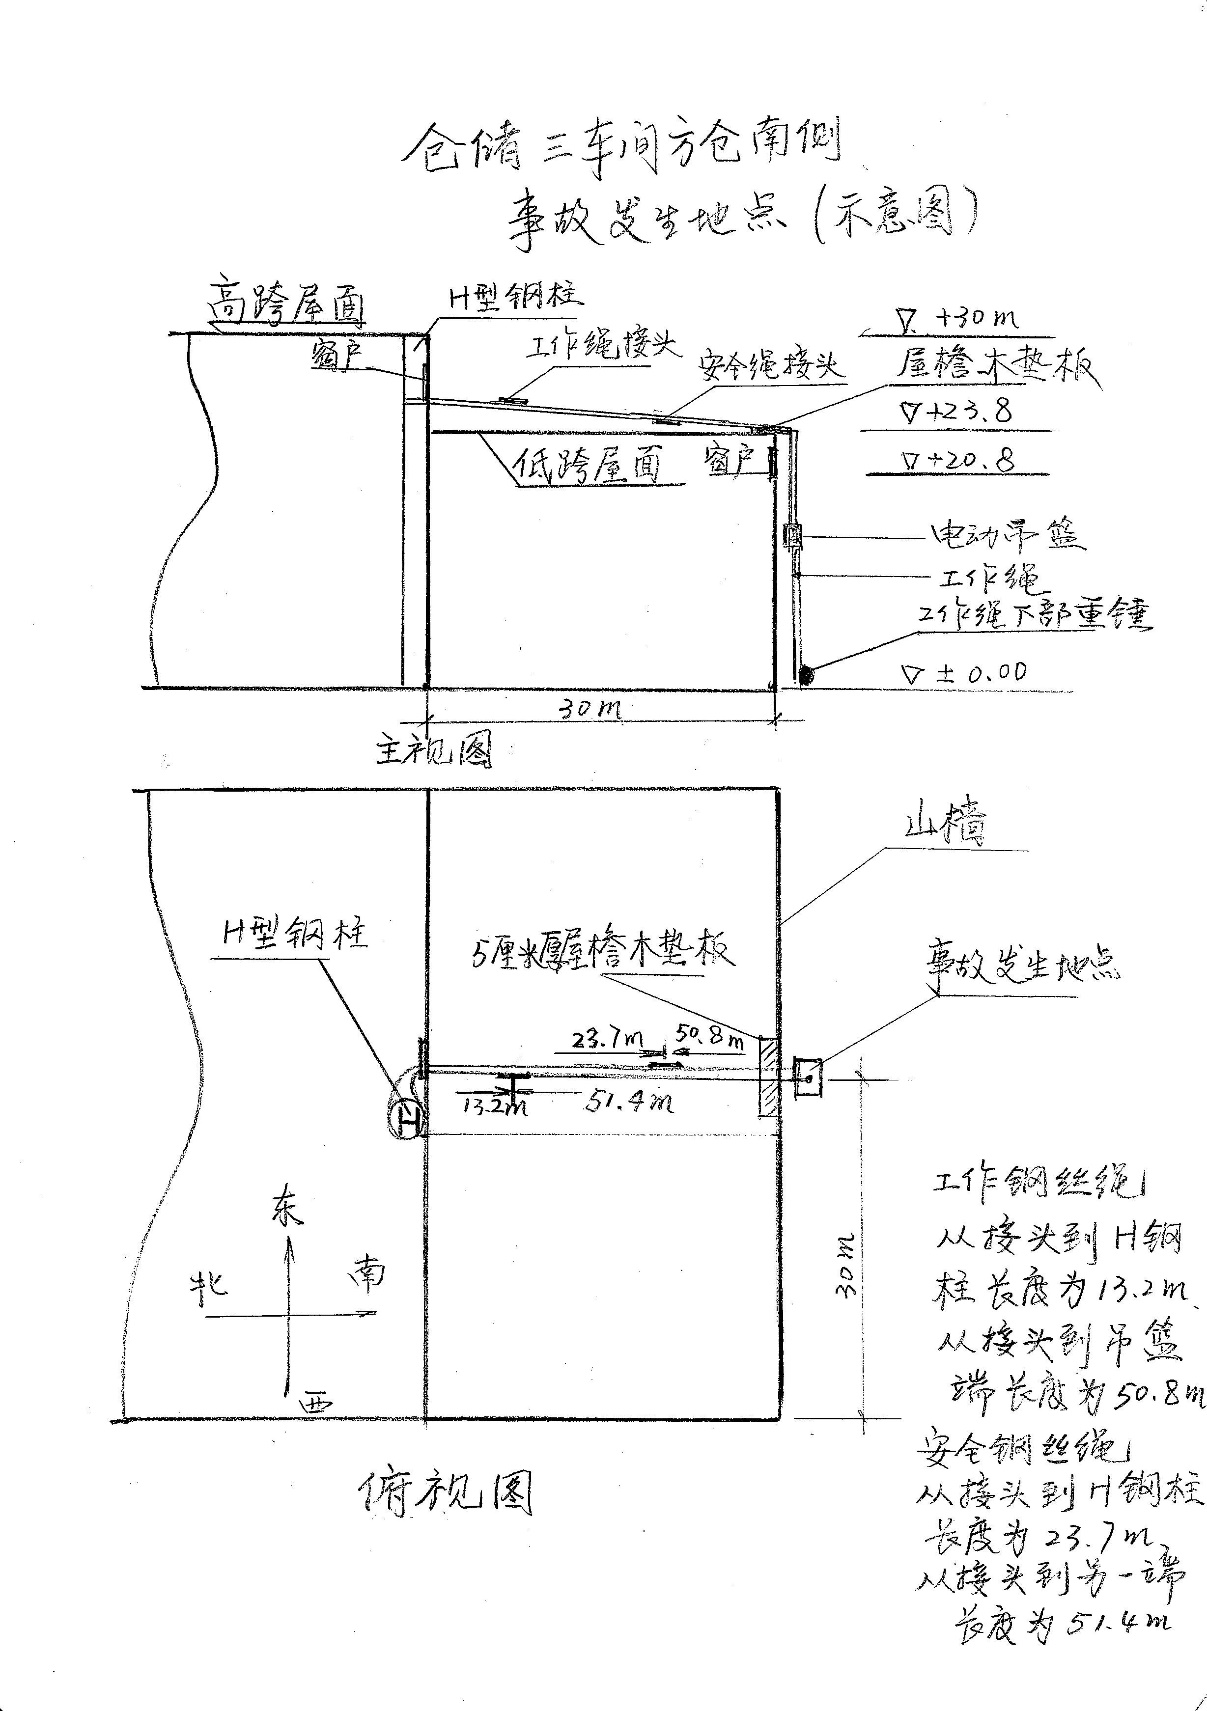 仓储三车间方仓南侧
事故发生地点(示意图)
高跨屋面
H型钢柱
窗户
工作绳接头
安全绳接头
▽ +30m
屋檐木垫板
▽+23.8
▽+20.8
低跨屋面
窗户
电动吊篮
工作绳
工作绳下部重锤
▽ ±0.00
30m
主视图
山墙
H型钢柱
5厘米厚屋檐木垫板
事故发生地点
23.7m
50.8m
13.2m
51.4m
H
30m
东
北
南
西
俯视图
工作钢丝绳
从接头到H钢
柱长度为13.2m、
从接头到吊篮
端长度为50.8m
安全钢丝绳
从接头到H钢柱
长度为23.7m、
从接头到另一端
长度为51.4m